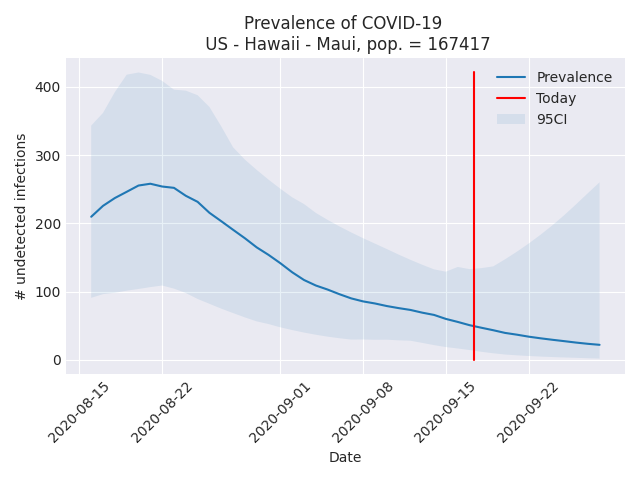 Prevalence of COVID-19
US - Hawaii - Maui, pop. = 167417
# undetected infections
400
300
200
100
0
Prevalence
Today
95CI
2020-08-15
2020-08-22
2020-09-01
2020-09-08
2020-09-15
2020-09-22
Date